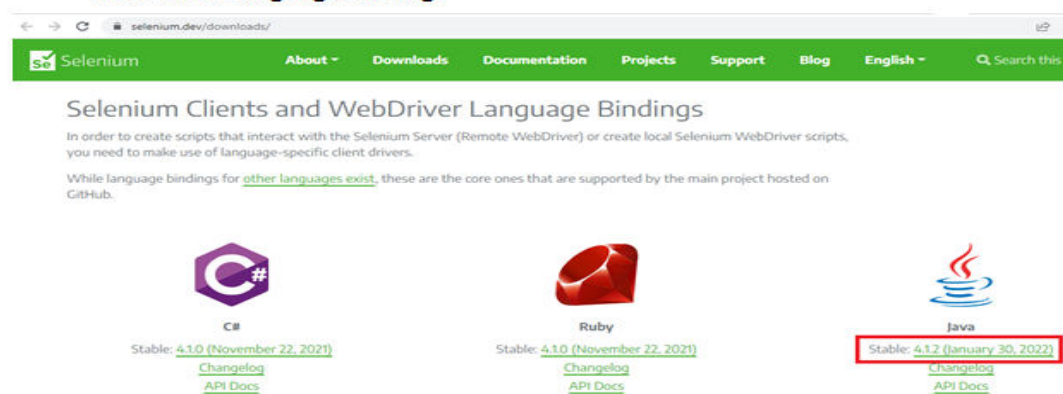 selenium.dev/downloads/
Se Selenium About Downloads Documentation Projects Support Blog English Search this
Selenium Clients and WebDriver Language Bindings
In order to create scripts that interact with the Selenium Server (Remote WebDriver) or create local Selenium WebDriver scripts,
you need to make use of language-specific client drivers.
While language bindings for other languages exist, these are the core ones that are supported by the main project hosted on
GitHub.
C#
C# Ruby Java
Stable: 4.1.0 (November 22, 2021) Stable: 4.1.0 (November 22, 2021) Stable: 4.1.2 (January 30, 2022)
Changelog Changelog Changelog
API Docs API Docs API Docs